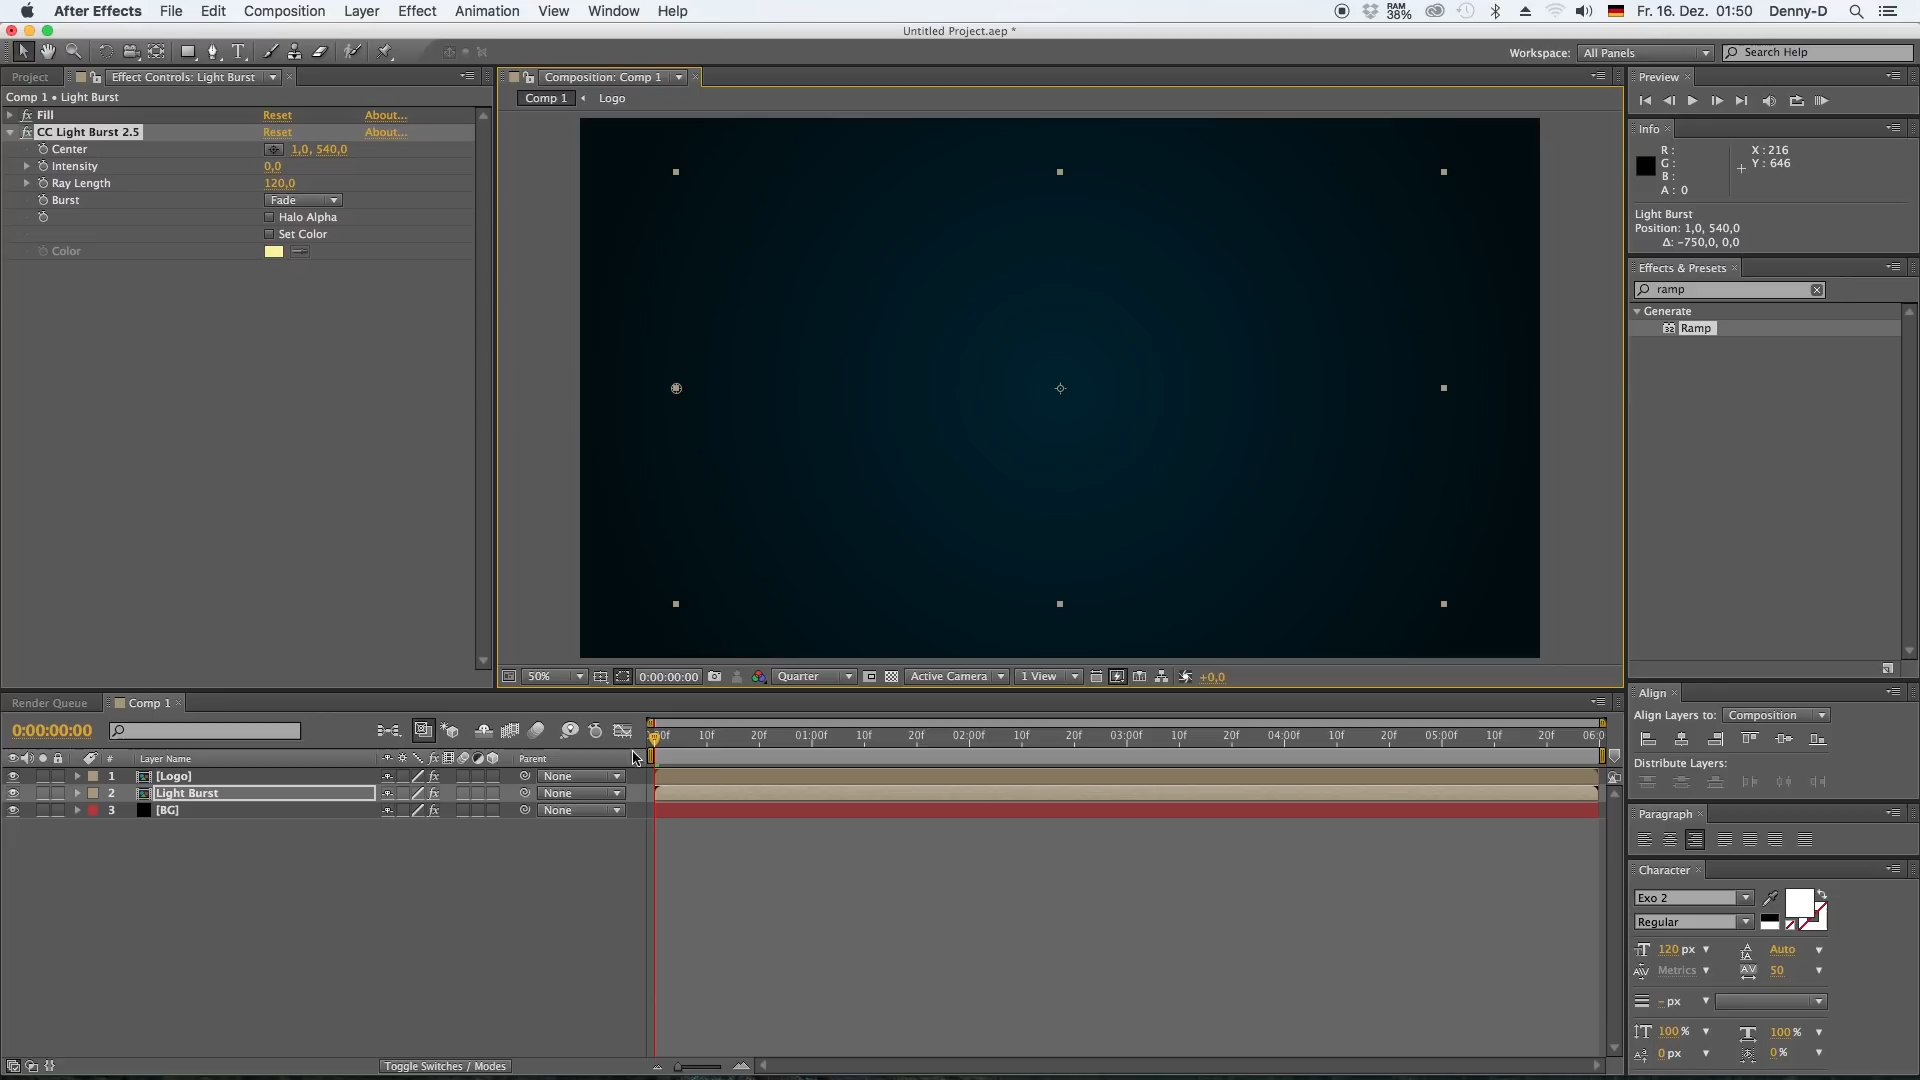 After Effects File Edit Composition Layer Effect Animation View Window Help RAM 38% Fr. 16. Dez. 01:50 Denny-D
Untitled Project.aep *
Workspace: All Panels Search Help
Project Effect Controls: Light Burst Composition: Comp 1 Preview
Comp 1 • Light Burst Comp 1 Logo
fx Fill Reset About...
fx CC Light Burst 2.5 Reset About...
Center 1,0, 540,0
Intensity 0,0
Ray Length 120,0
Burst Fade
Halo Alpha
Set Color
Color
Info
R : X : 216
G : Y : 646
B :
A : 0
Light Burst
Position: 1,0, 540,0
Δ: -750,0, 0,0
Effects & Presets
ramp
Generate
32 Ramp
50% 0:00:00:00 Quarter Active Camera 1 View +0,0
Render Queue Comp 1
0:00:00:00
00f 10f 20f 01:00f 10f 20f 02:00f 10f 20f 03:00f 10f 20f 04:00f 10f 20f 05:00f 10f 20f 06:0
# Layer Name fx Parent
1 [Logo] fx None
2 Light Burst fx None
3 [BG] fx None
Toggle Switches / Modes
Align
Align Layers to: Composition
Distribute Layers:
Paragraph
Character
Exo 2
Regular
120 px Auto
Metrics 50
- px
100 % 100 %
0 px 0 %